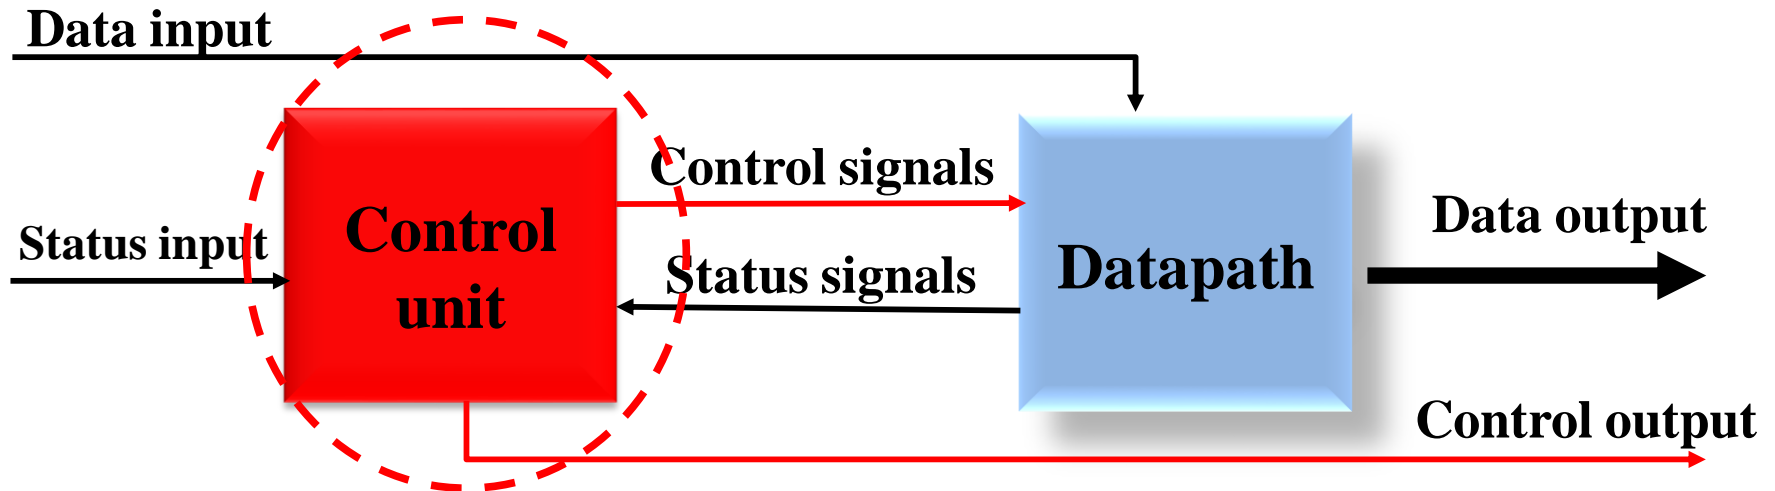 Data input
Control signals
Status input
Control
unit
Status signals
Datapath
Data output
Control output